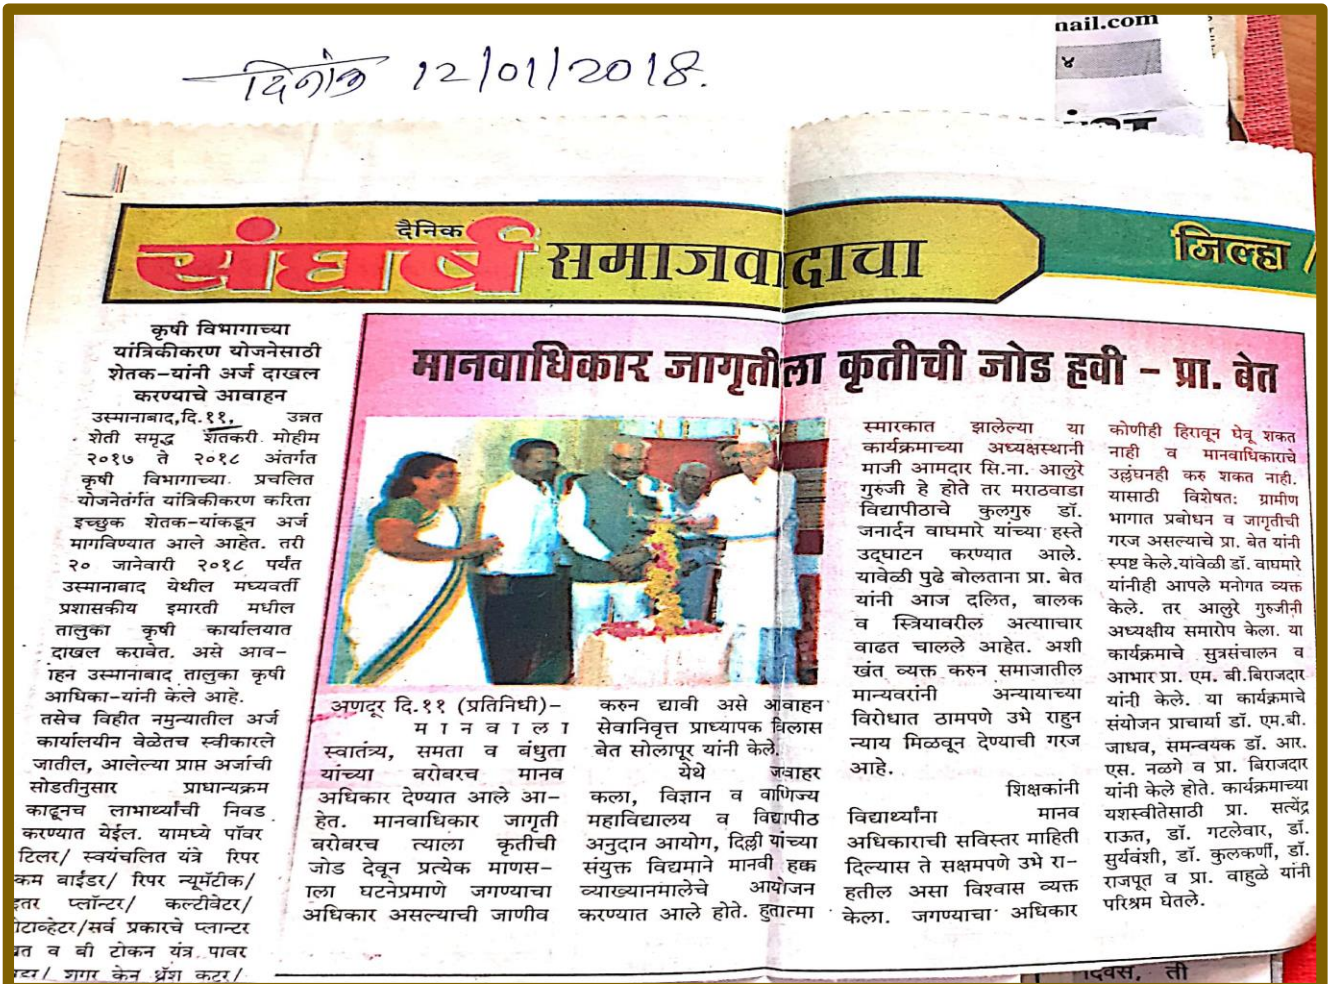 दिनांक 12/01/2018.
nail.com
४
दैनिक
संघर्ष समाजवादाचा
जिल्हा
कृषी विभागाच्या
यांत्रिकीकरण योजनेसाठी
शेतक-यांनी अर्ज दाखल
करण्याचे आवाहन
उस्मानाबाद,दि.११, उन्नत
शेती समृद्ध शेतकरी मोहीम
२०१७ ते २०१८ अंतर्गत
कृषी विभागाच्या प्रचलित
योजनेतंर्गत यांत्रिकीकरण करिता
इच्छुक शेतक-यांकडून अर्ज
मागविण्यात आले आहेत. तरी
२० जानेवारी २०१८ पर्यंत
उस्मानाबाद येथील मध्यवर्ती
प्रशासकीय इमारती मधील
तालुका कृषी कार्यालयात
दाखल करावेत. असे आव-
हिन उस्मानाबाद तालुका कृषी
आधिका-यांनी केले आहे.
तसेच विहीत नमुन्यातील अर्ज
कार्यालयीन वेळेतच स्वीकारले
जातील, आलेल्या प्राप्त अर्जाची
सोडतीनुसार प्राधान्यक्रम
काढूनच लाभार्थ्यांची निवड
करण्यात येईल. यामध्ये पॉवर
टिलर/ स्वयंचलित यंत्रे रिपर
कम बाईंडर/ रिपर न्यूमॅटीक/
इतर प्लॉन्टर/ कल्टीवेटर/
रोटाव्हेटर/सर्व प्रकारचे प्लान्टर
व बी टोकन यंत्र पावर
शुगर केन थ्रॅश कटर/
मानवाधिकार जागृतीला कृतीची जोड हवी - प्रा. बेत
अणदूर दि.११ (प्रतिनिधी)-
मानवाला
स्वातंत्र्य, समता व बंधुता
यांच्या बरोबरच मानव
अधिकार देण्यात आले आ-
हेत. मानवाधिकार जागृती
बरोबरच त्याला कृतीची
जोड देवून प्रत्येक माणस-
ाला घटनेप्रमाणे जगण्याचा
अधिकार असल्याची जाणीव
करुन द्यावी असे आवाहन
सेवानिवृत्त प्राध्यापक विलास
बेत सोलापूर यांनी केले.
येथे जवाहर
कला, विज्ञान व वाणिज्य
महाविद्यालय व विद्यापीठ
अनुदान आयोग, दिल्ली यांच्या
संयुक्त विद्यमाने मानवी हक्क
व्याख्यानमालेचे आयोजन
करण्यात आले होते. हुतात्मा
स्मारकात झालेल्या या
कार्यक्रमाच्या अध्यक्षस्थानी
माजी आमदार सि.ना. आलुरे
गुरुजी हे होते तर मराठवाडा
विद्यापीठाचे कुलगुरु डॉ.
जनार्दन वाघमारे यांच्या हस्ते
उद्घाटन करण्यात आले.
यावेळी पुढे बोलताना प्रा. बेत
यांनी आज दलित, बालक
व स्त्रियावरील अत्याचार
वाढत चालले आहेत. अशी
खंत व्यक्त करुन समाजातील
मान्यवरांनी अन्यायाच्या
विरोधात ठामपणे उभे राहुन
न्याय मिळवून देण्याची गरज
आहे.
शिक्षकांनी
विद्यार्थ्यांना मानव
अधिकाराची सविस्तर माहिती
दिल्यास ते सक्षमपणे उभे रा-
हतील असा विश्वास व्यक्त
केला. जगण्याचा अधिकार
कोणीही हिरावून घेवू शकत
नाही व मानवाधिकाराचे
उल्लंघनही करु शकत नाही.
यासाठी विशेषतः ग्रामीण
भागात प्रबोधन व जागृतीची
गरज असल्याचे प्रा. बेत यांनी
स्पष्ट केले.यांवेळी डॉ. वाघमारे
यांनीही आपले मनोगत व्यक्त
केले. तर आलुरे गुरुजींनी
अध्यक्षीय समारोप केला. या
कार्यक्रमाचे सुत्रसंचालन व
आभार प्रा. एम. बी.बिराजदार
यांनी केले. या कार्यक्रमाचे
संयोजन प्राचार्या डॉ. एम.बी.
जाधव, समन्वयक डॉ. आर.
एस. नळगे व प्रा. बिराजदार
यांनी केले होते. कार्यक्रमाच्या
यशस्वीतेसाठी प्रा. सत्येंद्र
राऊत, डॉ. गटलेवार, डॉ.
सुर्यवंशी, डॉ. कुलकर्णी, डॉ.
राजपूत व प्रा. वाहुळे यांनी
परिश्रम घेतले.
दिवस, ती